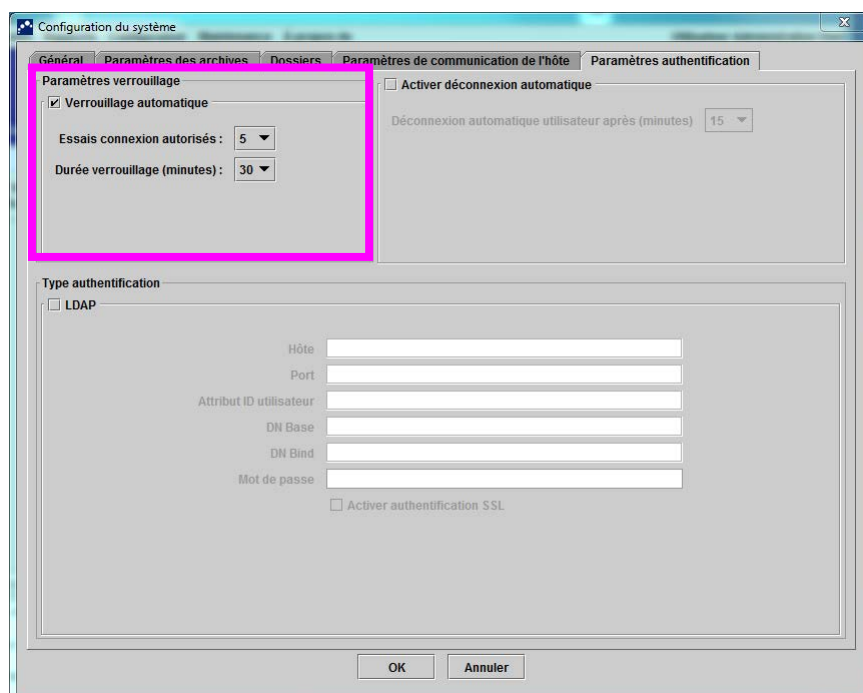 Configuration du système
Général Paramètres des archives Dossiers Paramètres de communication de l'hôte Paramètres authentification
Paramètres verrouillage
Verrouillage automatique
Essais connexion autorisés : 5
Durée verrouillage (minutes) : 30
Activer déconnexion automatique
Déconnexion automatique utilisateur après (minutes) 15
Type authentification
LDAP
Hôte
Port
Attribut ID utilisateur
DN Base
DN Bind
Mot de passe
Activer authentification SSL
OK Annuler